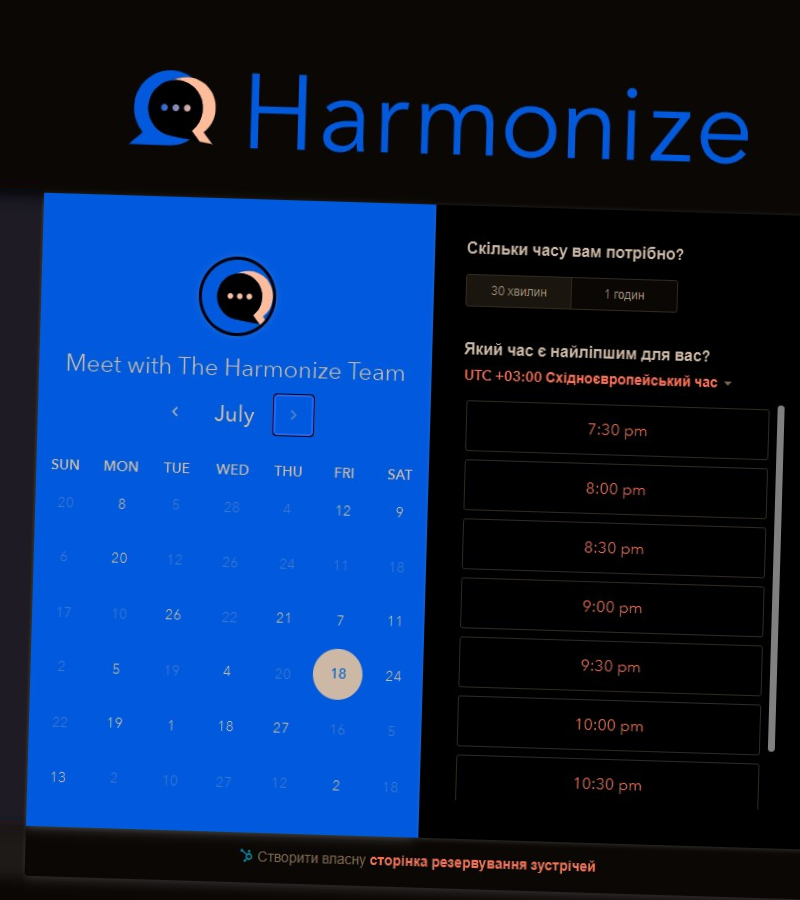 Harmonize
Meet with The Harmonize Team
July
SUN MON TUE WED THU FRI SAT
20 8 5 28 4 12 9
6 20 12 26 24 11 18
17 10 26 22 21 7 11
2 5 19 4 20 18 24
22 19 1 18 27 16 5
13 2 10 27 12 2 18
Скільки часу вам потрібно?
30 хвилин 1 годин
Який час є найліпшим для вас?
UTC +03:00 Східноєвропейський час
7:30 pm
8:00 pm
8:30 pm
9:00 pm
9:30 pm
10:00 pm
10:30 pm
Створити власну сторінка резервування зустрічей